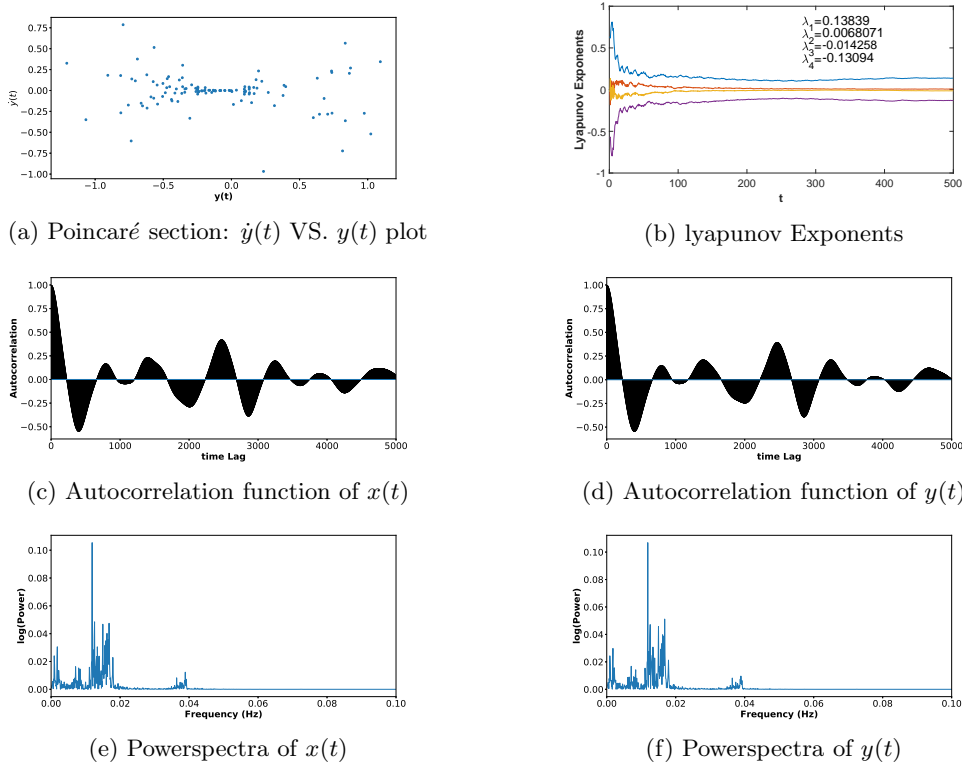 0.75
0.50
0.25
0.00
−0.25
−0.50
−0.75
−1.00
ẏ(t)
−1.0 −0.5 0.0 0.5 1.0
y(t)
(a) Poincaré section: ẏ(t) VS. y(t) plot
1
0.5
0
-0.5
-1
Lyapunov Exponents
λ1=0.13839
λ2=0.0068071
λ3=-0.014258
λ4=-0.13094
0 100 200 300 400 500
t
(b) lyapunov Exponents
1.00
0.75
0.50
0.25
0.00
−0.25
−0.50
Autocorrelation
0 1000 2000 3000 4000 5000
time Lag
(c) Autocorrelation function of x(t)
1.00
0.75
0.50
0.25
0.00
−0.25
−0.50
Autocorrelation
0 1000 2000 3000 4000 5000
time Lag
(d) Autocorrelation function of y(t)
0.10
0.08
0.06
0.04
0.02
0.00
log(Power)
0.00 0.02 0.04 0.06 0.08 0.10
Frequency (Hz)
(e) Powerspectra of x(t)
0.10
0.08
0.06
0.04
0.02
0.00
log(Power)
0.00 0.02 0.04 0.06 0.08 0.10
Frequency (Hz)
(f) Powerspectra of y(t)